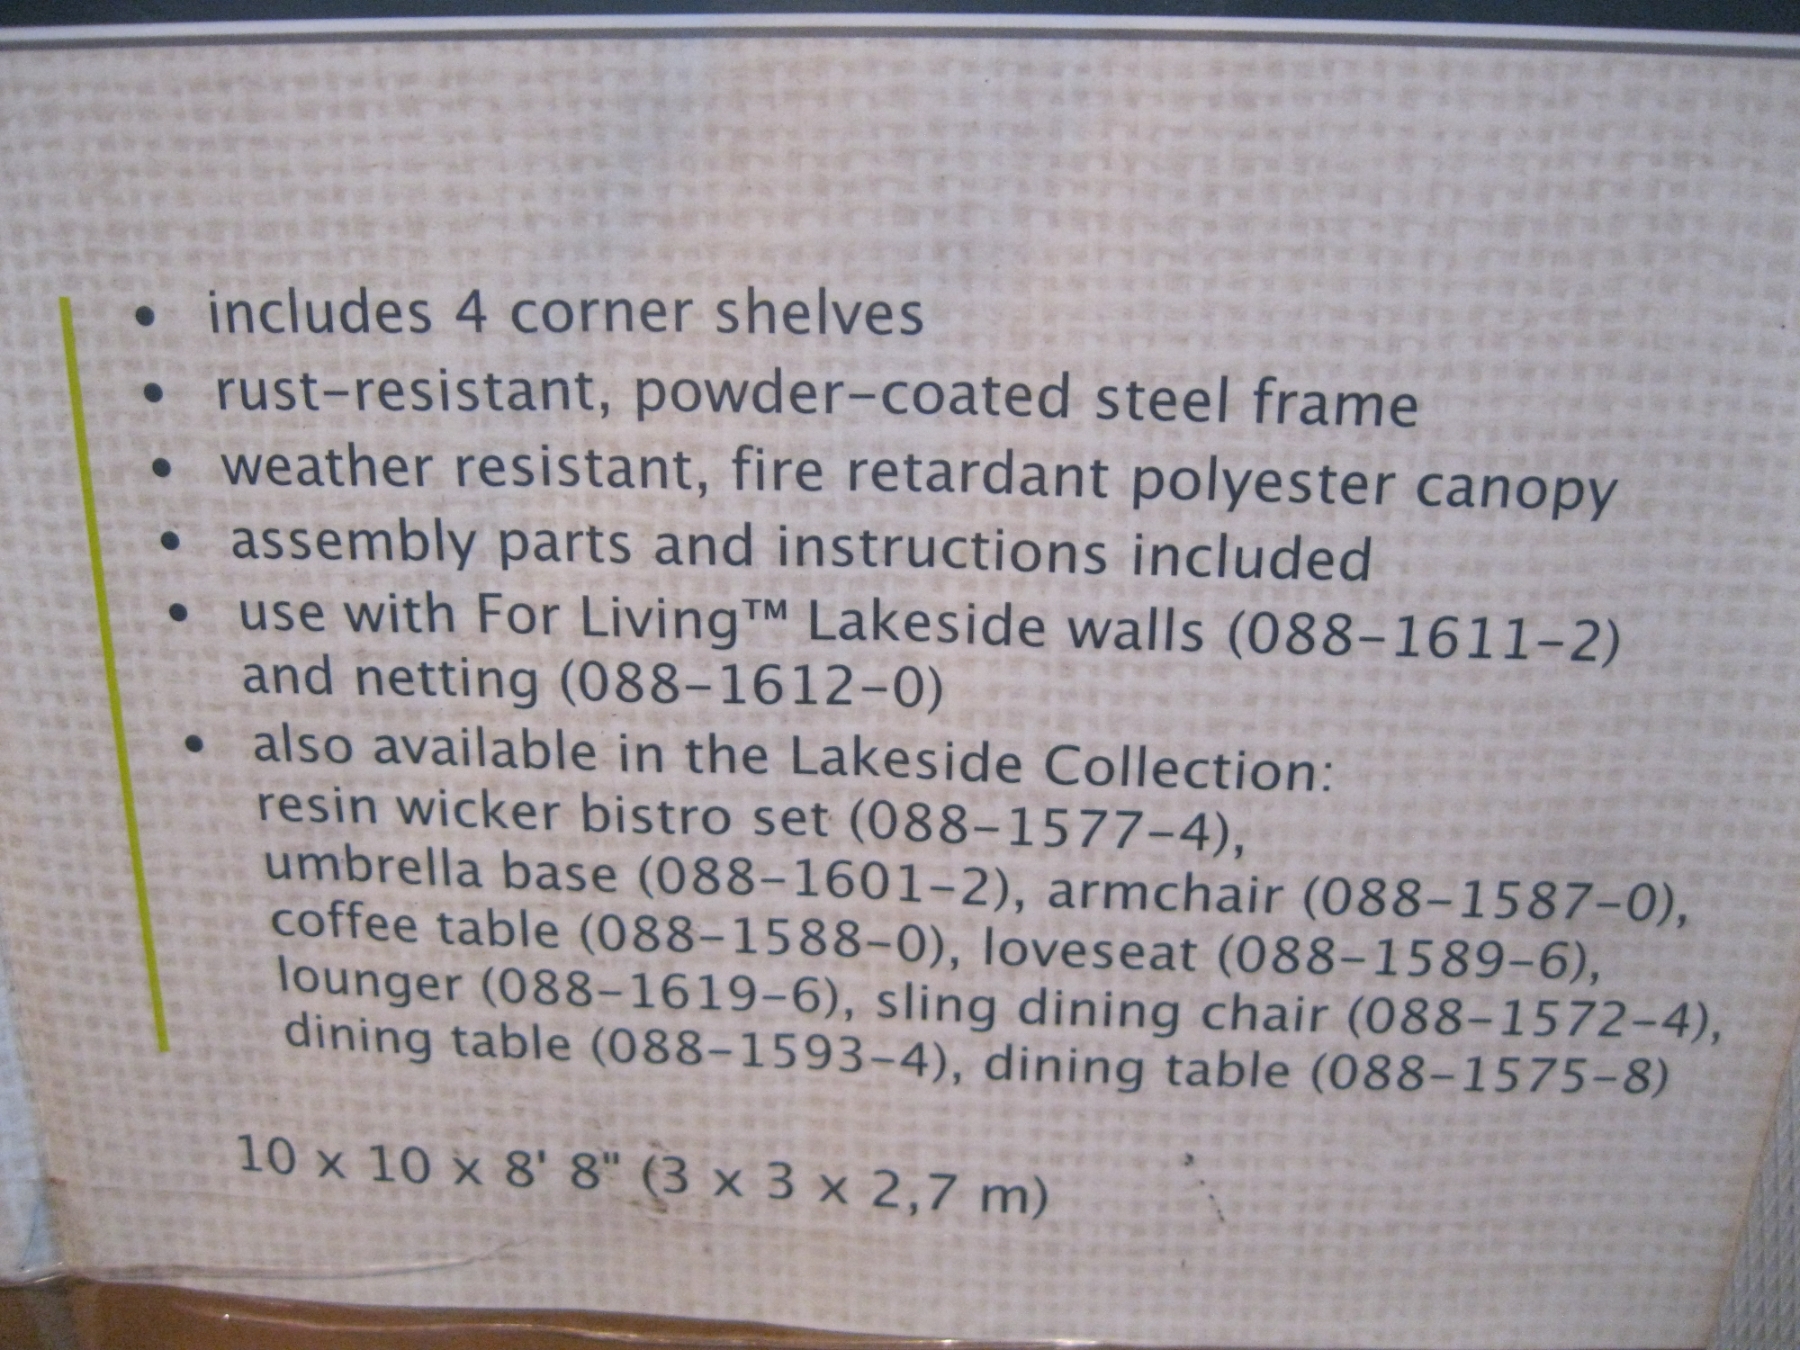 • includes 4 corner shelves
• rust-resistant, powder-coated steel frame
• weather resistant, fire retardant polyester canopy
• assembly parts and instructions included
• use with For Living™ Lakeside walls (088-1611-2)
and netting (088-1612-0)
• also available in the Lakeside Collection:
resin wicker bistro set (088-1577-4),
umbrella base (088-1601-2), armchair (088-1587-0),
coffee table (088-1588-0), loveseat (088-1589-6),
lounger (088-1619-6), sling dining chair (088-1572-4),
dining table (088-1593-4), dining table (088-1575-8)
10 x 10 x 8' 8" (3 x 3 x 2,7 m)